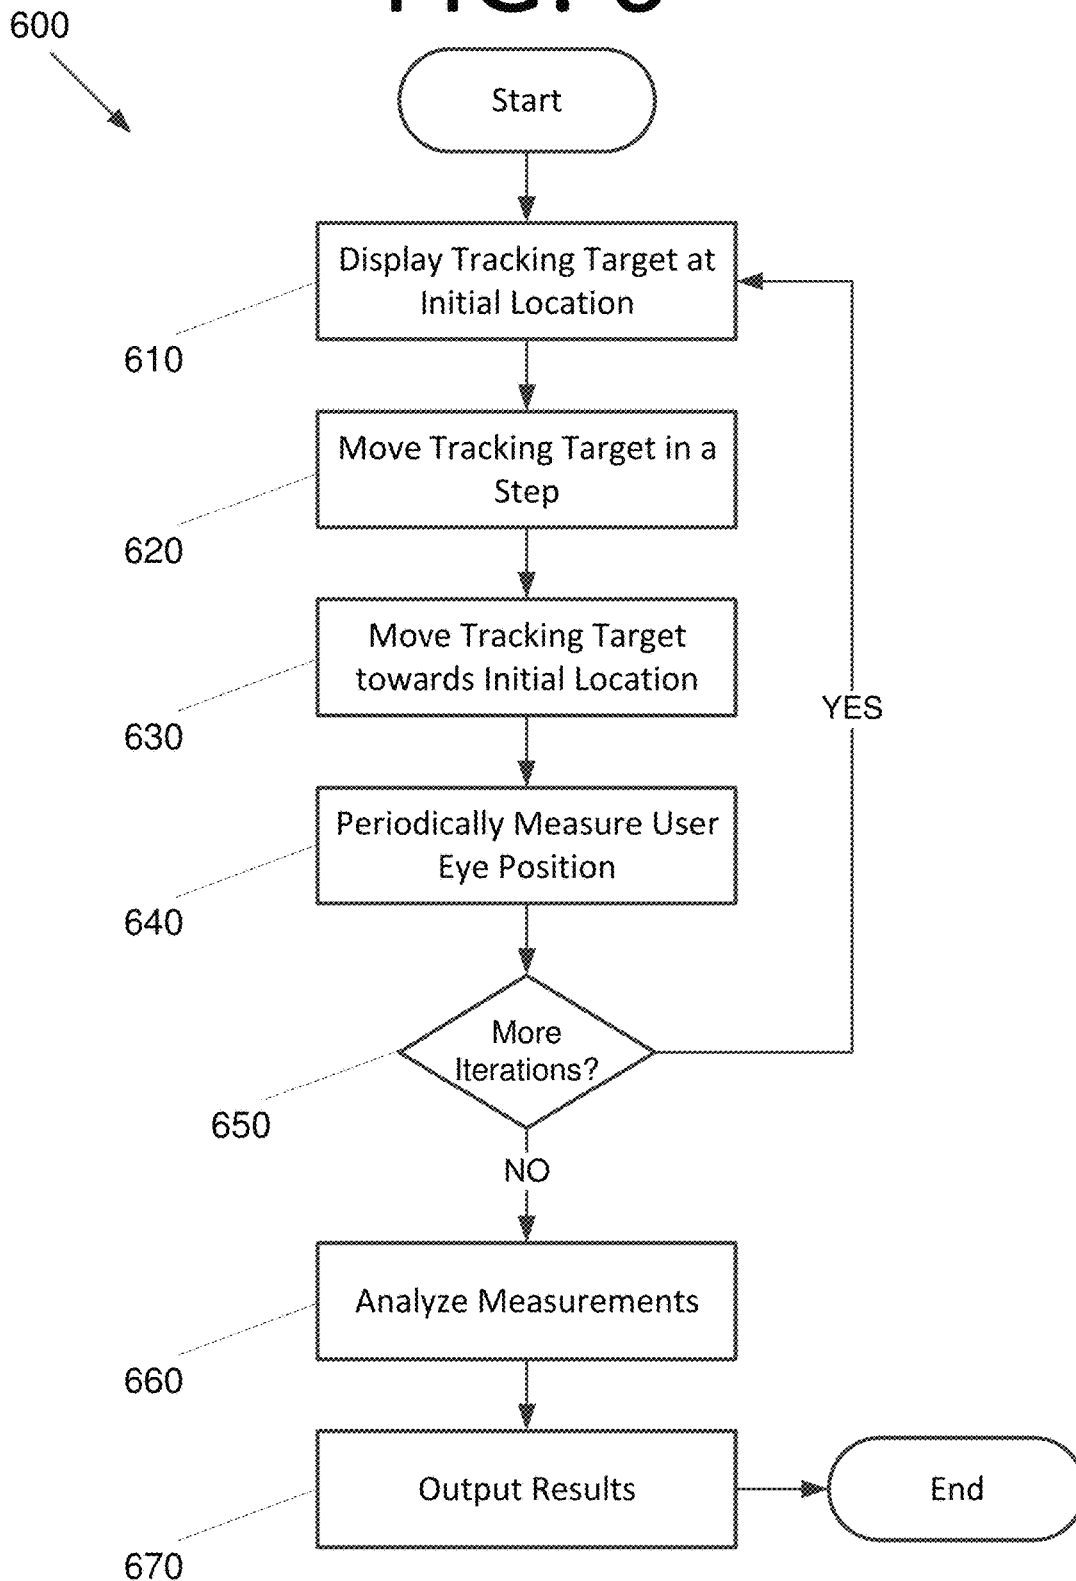 600
Start
Display Tracking Target at
Initial Location
610
Move Tracking Target in a
Step
620
Move Tracking Target
towards Initial Location
630
YES
Periodically Measure User
Eye Position
640
More
Iterations?
650
NO
Analyze Measurements
660
Output Results
End
670